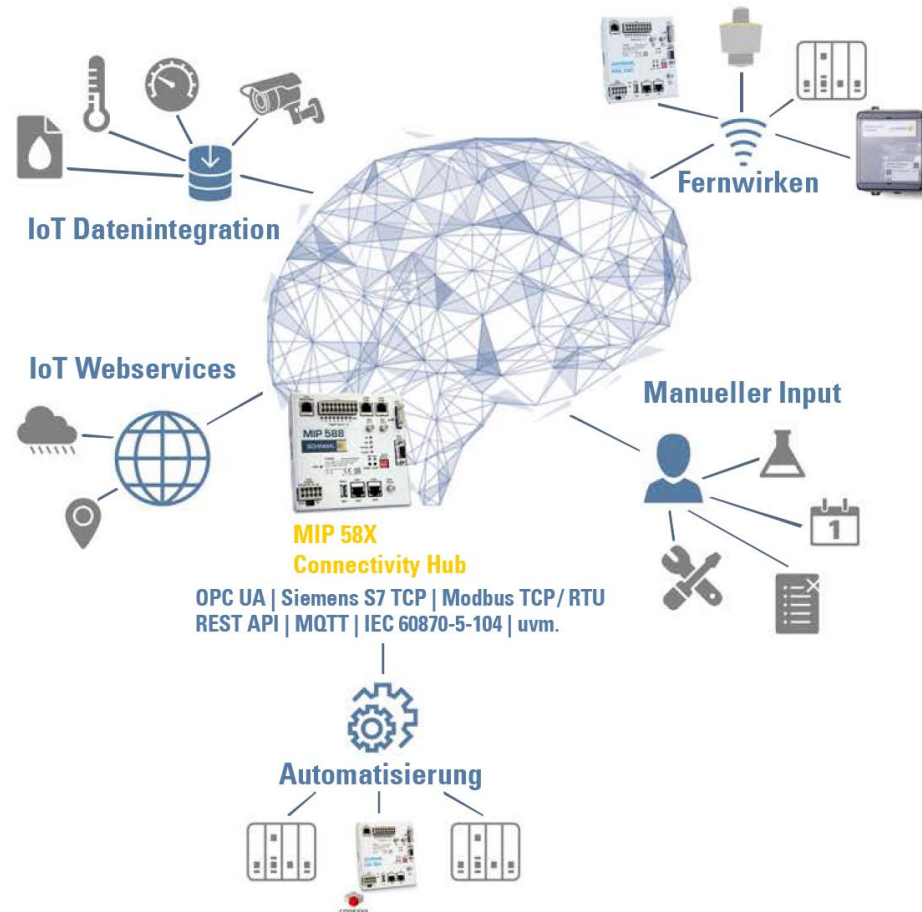 Fernwirken
IoT Datenintegration
IoT Webservices
Manueller Input
1
MIP 588
MIP 58X
Connectivity Hub
OPC UA | Siemens S7 TCP | Modbus TCP/ RTU
REST API | MQTT | IEC 60870-5-104 | uvm.
Automatisierung